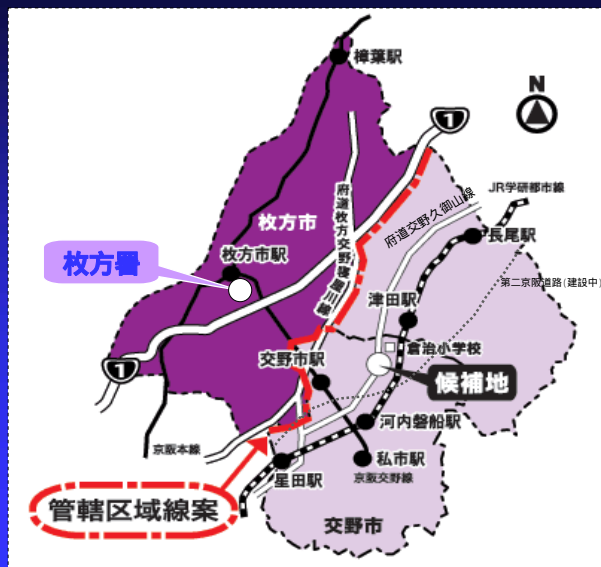 樟葉駅
N
1
JR学研都市線
府道交野久御山線
府道枚方交野寝屋川線
枚方市
長尾駅
枚方署
枚方市駅
第二京阪道路(建設中)
津田駅
倉治小学校
交野市駅
1
候補地
河内磐船駅
京阪本線
私市駅
星田駅
京阪交野線
管轄区域線案
交野市